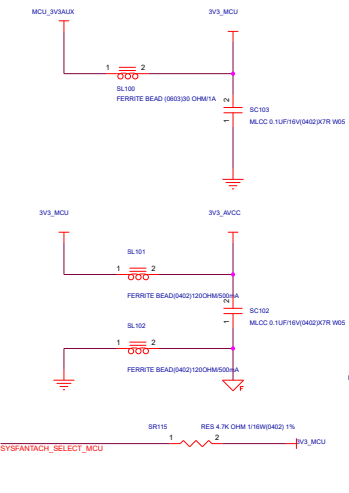 MCU_3V3AUX
3V3_MCU
1
2
SL100
FERRITE BEAD (0603)30 OHM/1A
2
1
SC103
MLCC 0.1UF/16V(0402)X7R W05
3V3_MCU
3V3_AVCC
SL101
1
2
FERRITE BEAD(0402)120OHM/500mA
2
1
SC102
MLCC 0.1UF/16V(0402)X7R W05
SL102
1
2
FERRITE BEAD(0402)120OHM/500mA
F
SR115
RES 4.7K OHM 1/16W(0402) 1%
1
2
3V3_MCU
SYSFANTACH_SELECT_MCU